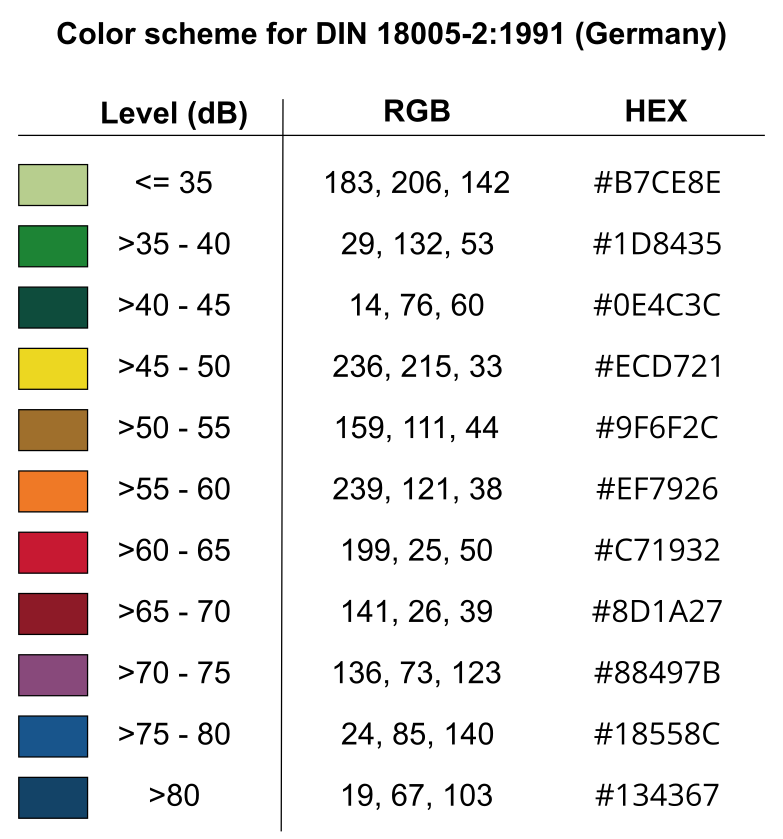 Color scheme for DIN 18005-2:1991 (Germany)
Level (dB) RGB HEX
<= 35 183, 206, 142 #B7CE8E
>35 - 40 29, 132, 53 #1D8435
>40 - 45 14, 76, 60 #0E4C3C
>45 - 50 236, 215, 33 #ECD721
>50 - 55 159, 111, 44 #9F6F2C
>55 - 60 239, 121, 38 #EF7926
>60 - 65 199, 25, 50 #C71932
>65 - 70 141, 26, 39 #8D1A27
>70 - 75 136, 73, 123 #88497B
>75 - 80 24, 85, 140 #18558C
>80 19, 67, 103 #134367